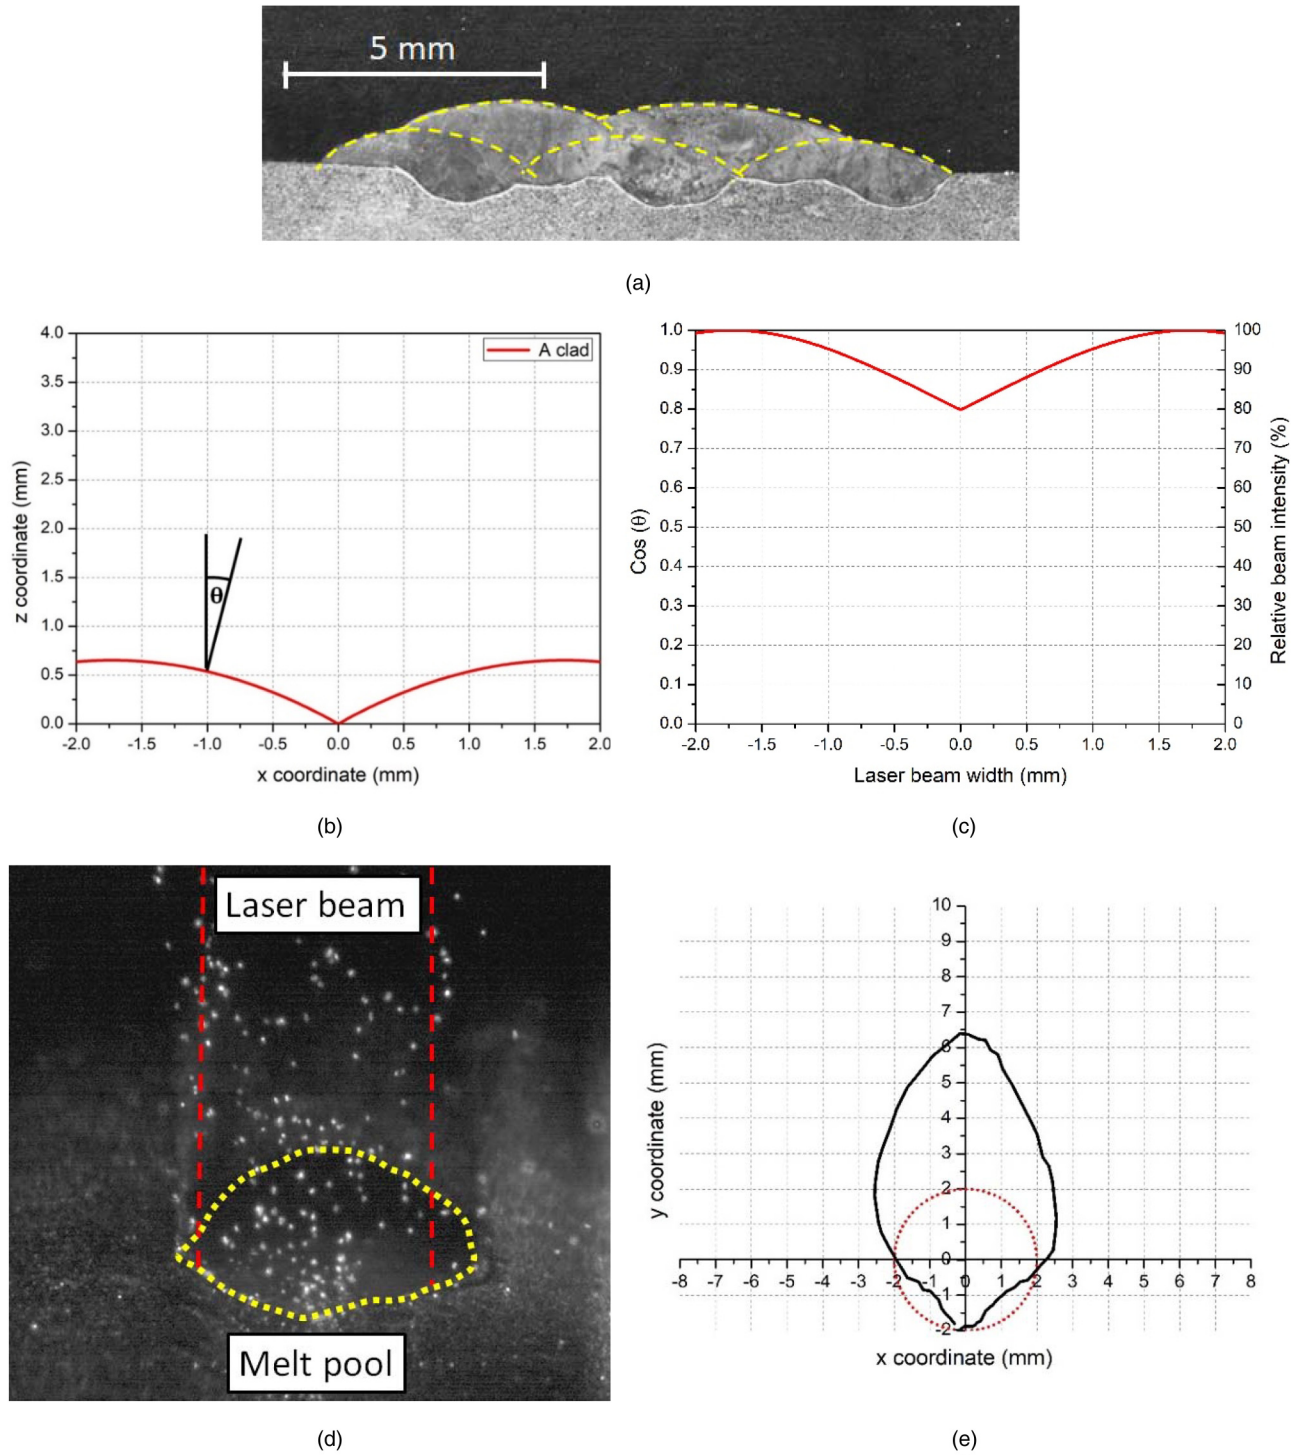 5 mm
(a)
4.0
3.5
3.0
2.5
2.0
1.5
1.0
0.5
0.0
z coordinate (mm)
A clad
θ
-2.0 -1.5 -1.0 -0.5 0.0 0.5 1.0 1.5 2.0
x coordinate (mm)
(b)
1.0
0.9
0.8
0.7
0.6
0.5
0.4
0.3
0.2
0.1
0.0
Cos (θ)
100
90
80
70
60
50
40
30
20
10
0
Relative beam intensity (%)
-2.0 -1.5 -1.0 -0.5 0.0 0.5 1.0 1.5 2.0
Laser beam width (mm)
(c)
Laser beam
Melt pool
(d)
10
9
8
7
6
5
4
3
2
1
0
-1
-2
y coordinate (mm)
-8 -7 -6 -5 -4 -3 -2 -1 0 1 2 3 4 5 6 7 8
x coordinate (mm)
(e)